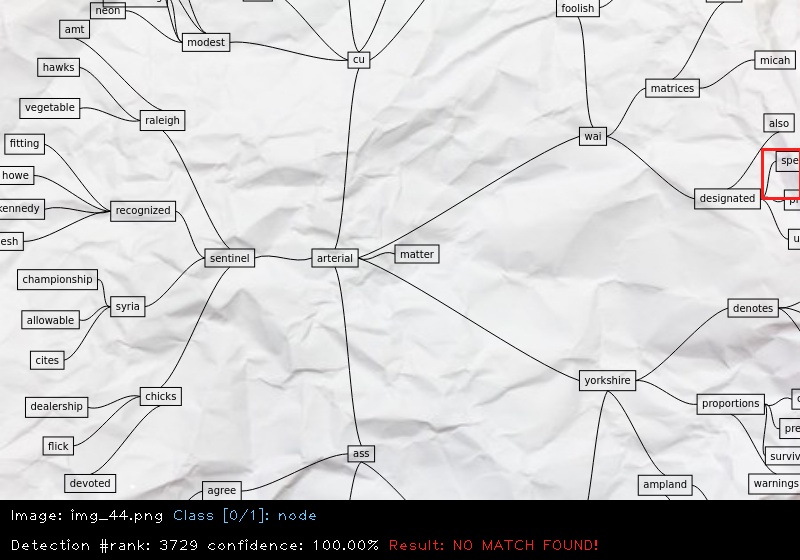 neon
foolish
amt
modest
cu
micah
hawks
matrices
vegetable
raleigh
also
wai
fitting
spe
howe
designated
kennedy
recognized
esh
matter
sentinel
arterial
championship
syria
denotes
allowable
cites
yorkshire
chicks
proportions
dealership
pre
flick
ass
surviv
devoted
agree
ampland
warnings
Image: img_44.png Class [0/1]: node
Detection #rank: 3729 confidence: 100.00% Result: NO MATCH FOUND!